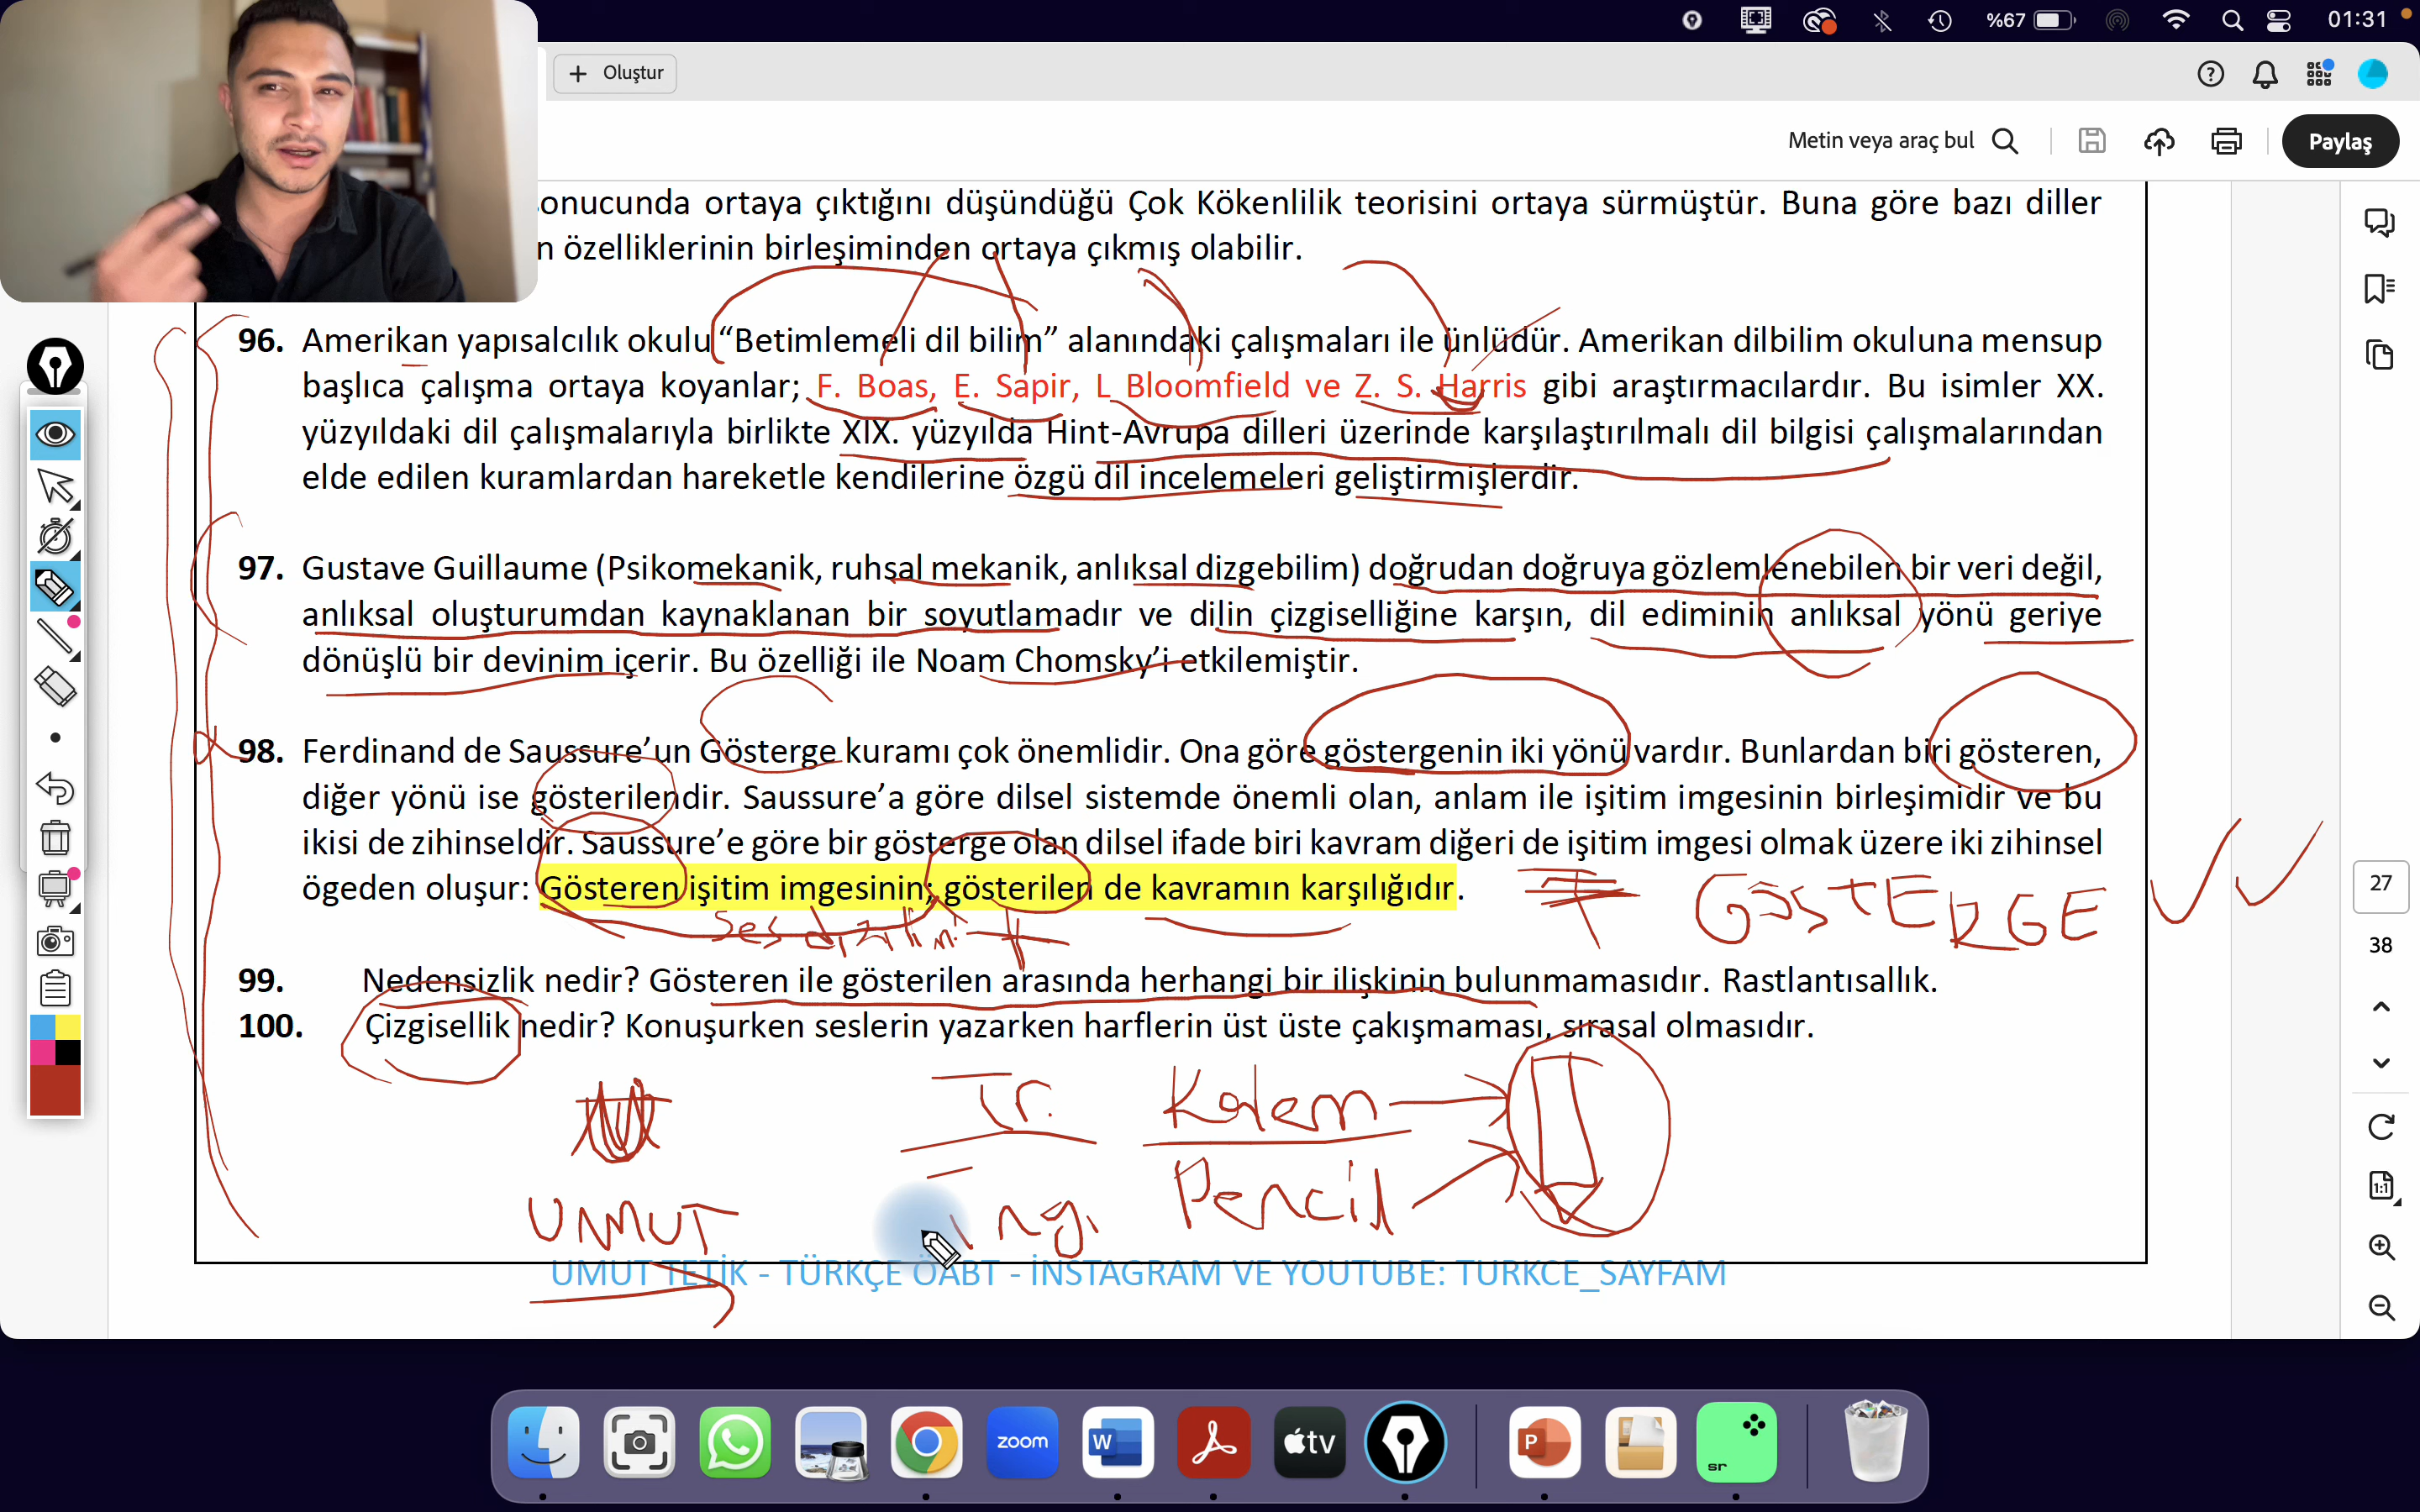 %67
01:31
+ Oluştur
Metin veya araç bul
Paylaş
sonucunda ortaya çıktığını düşündüğü Çok Kökenlilik teorisini ortaya sürmüştür. Buna göre bazı diller
n özelliklerinin birleşiminden ortaya çıkmış olabilir.
96. Amerikan yapısalcılık okulu “Betimlemeli dil bilim” alanındaki çalışmaları ile ünlüdür. Amerikan dilbilim okuluna mensup
başlıca çalışma ortaya koyanlar; F. Boas, E. Sapir, L Bloomfield ve Z. S. Harris gibi araştırmacılardır. Bu isimler XX.
yüzyıldaki dil çalışmalarıyla birlikte XIX. yüzyılda Hint-Avrupa dilleri üzerinde karşılaştırılmalı dil bilgisi çalışmalarından
elde edilen kuramlardan hareketle kendilerine özgü dil incelemeleri geliştirmişlerdir.
97. Gustave Guillaume (Psikomekanik, ruhsal mekanik, anlıksal dizgebilim) doğrudan doğruya gözlemlenebilen bir veri değil,
anlıksal oluşturumdan kaynaklanan bir soyutlamadır ve dilin çizgiselliğine karşın, dil ediminin anlıksal yönü geriye
dönüşlü bir devinim içerir. Bu özelliği ile Noam Chomsky’i etkilemiştir.
98. Ferdinand de Saussure’un Gösterge kuramı çok önemlidir. Ona göre göstergenin iki yönü vardır. Bunlardan biri gösteren,
diğer yönü ise gösterilendir. Saussure’a göre dilsel sistemde önemli olan, anlam ile işitim imgesinin birleşimidir ve bu
ikisi de zihinseldir. Saussure’e göre bir gösterge olan dilsel ifade biri kavram diğeri de işitim imgesi olmak üzere iki zihinsel
ögeden oluşur: Gösteren işitim imgesinin; gösterilen de kavramın karşılığıdır.
GÖSTERGE
Ses dizilimi
99. Nedensizlik nedir? Gösteren ile gösterilen arasında herhangi bir ilişkinin bulunmamasıdır. Rastlantısallık.
100. Çizgisellik nedir? Konuşurken seslerin yazarken harflerin üst üste çakışmaması, sırasal olmasıdır.
Tr. Kalem
UMUT İng. Pencil
UMUT TETİK - TÜRKÇE ÖABT - İNSTAGRAM VE YOUTUBE: TURKCE_SAYFAM
27
38
1:1
zoom
W
tv
P
sr